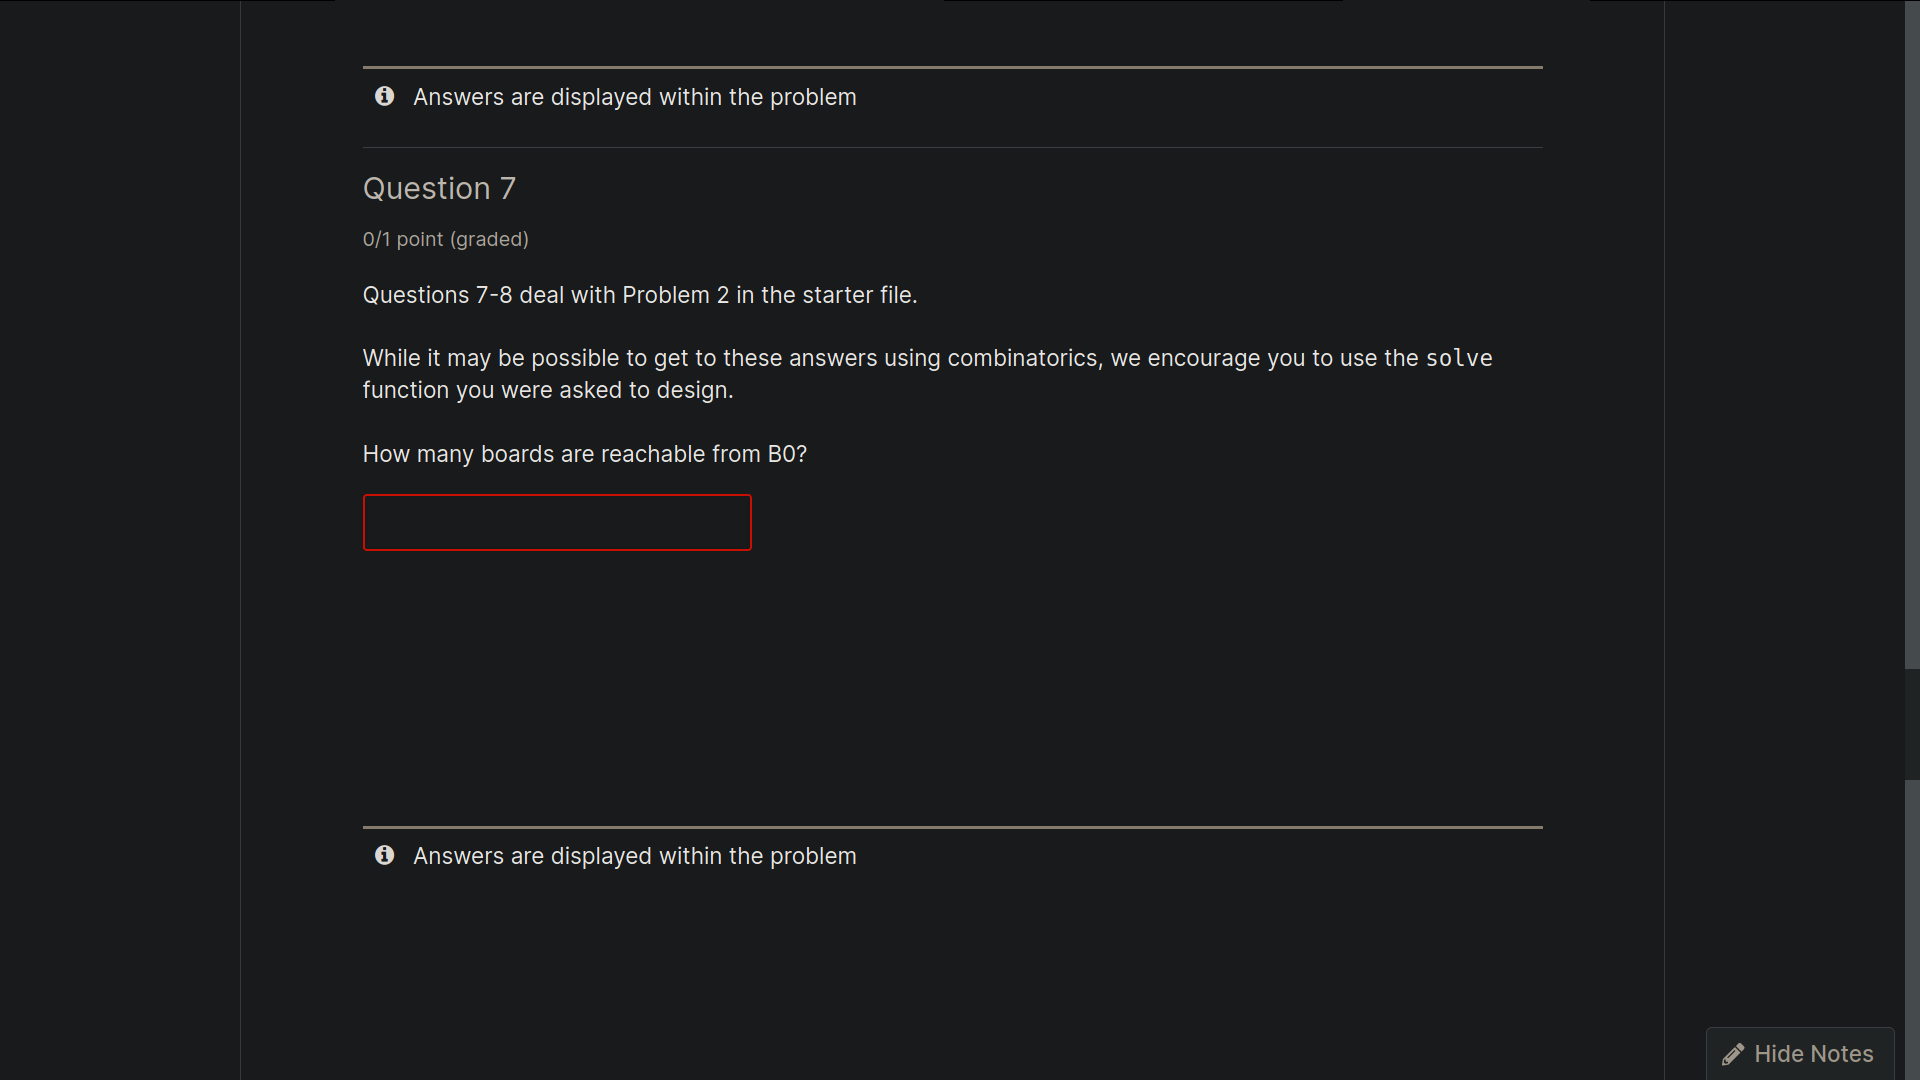 Answers are displayed within the problem
Question 7
0/1 point (graded)
Questions 7-8 deal with Problem 2 in the starter file.
While it may be possible to get to these answers using combinatorics, we encourage you to use the solve
function you were asked to design.
How many boards are reachable from B0?
Answers are displayed within the problem
Hide Notes